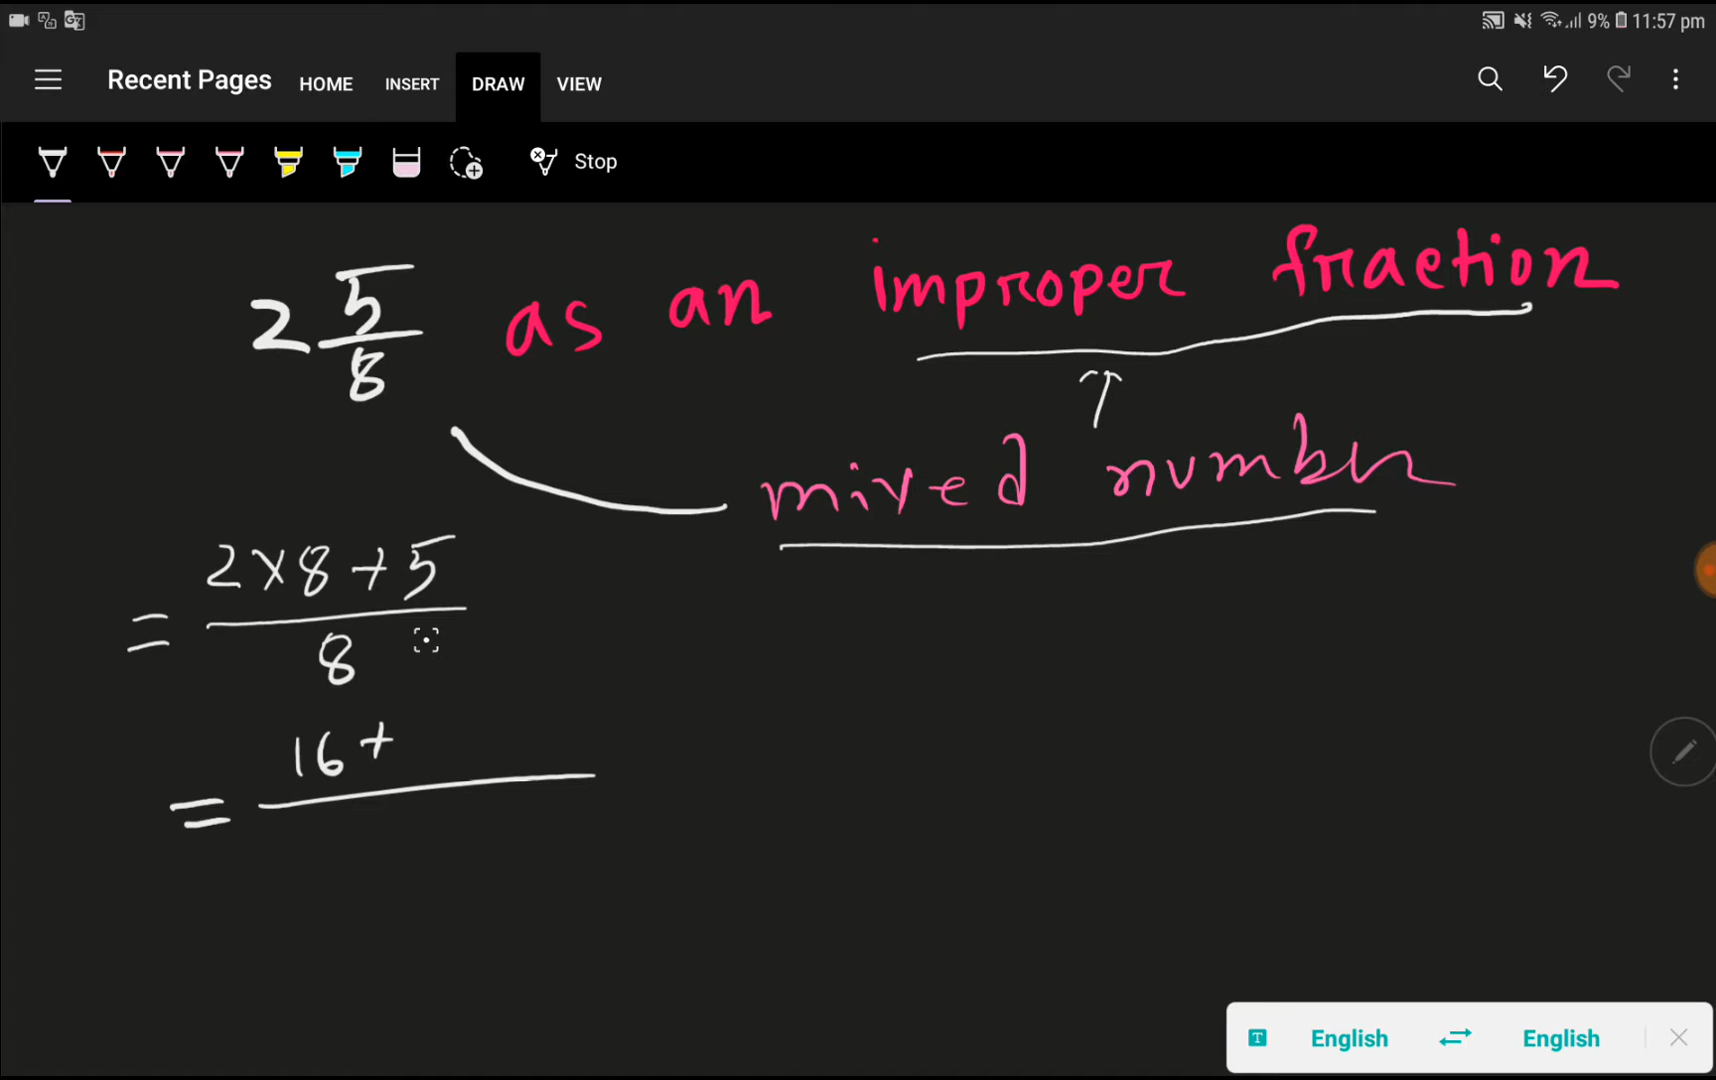 9% 11:57 pm
Recent Pages HOME INSERT DRAW VIEW
Stop
2 5/8 as an improper fraction
mixed number
= 2×8+5
8
= 16+
English English